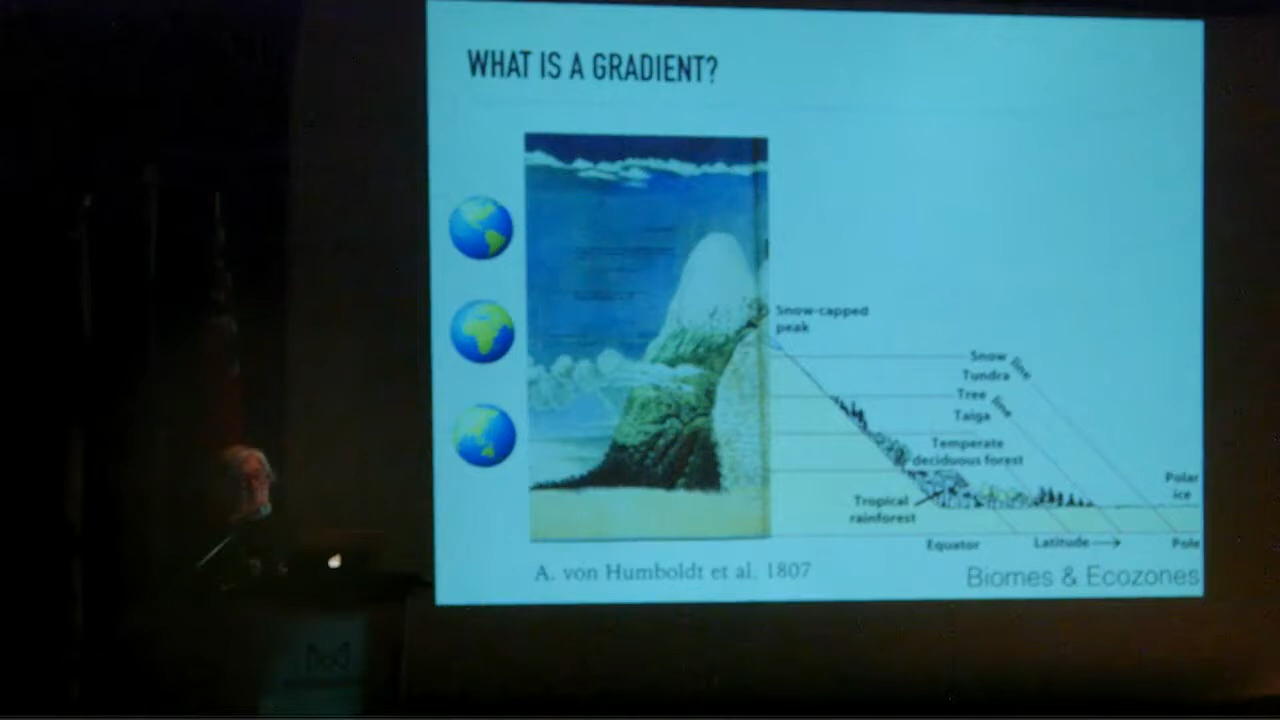 WHAT IS A GRADIENT?
Snow-capped
peak
Snow line
Tundra
Tree line
Taiga
Temperate
deciduous forest
Tropical
rainforest
Polar
ice
Equator
Latitude →
Pole
A. von Humboldt et al. 1807
Biomes & Ecozones